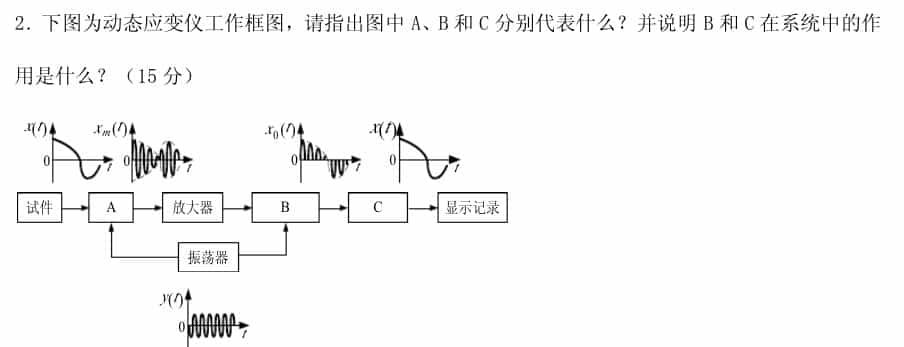 2. 下图为动态应变仪工作框图，请指出图中 A、B 和 C 分别代表什么？并说明 B 和 C 在系统中的作
用是什么？（15 分）
x(t) xm(t) x0(t) x(t)
0 t 0 t 0 t 0 t
试件 A 放大器 B C 显示记录
振荡器
y(t)
0 t